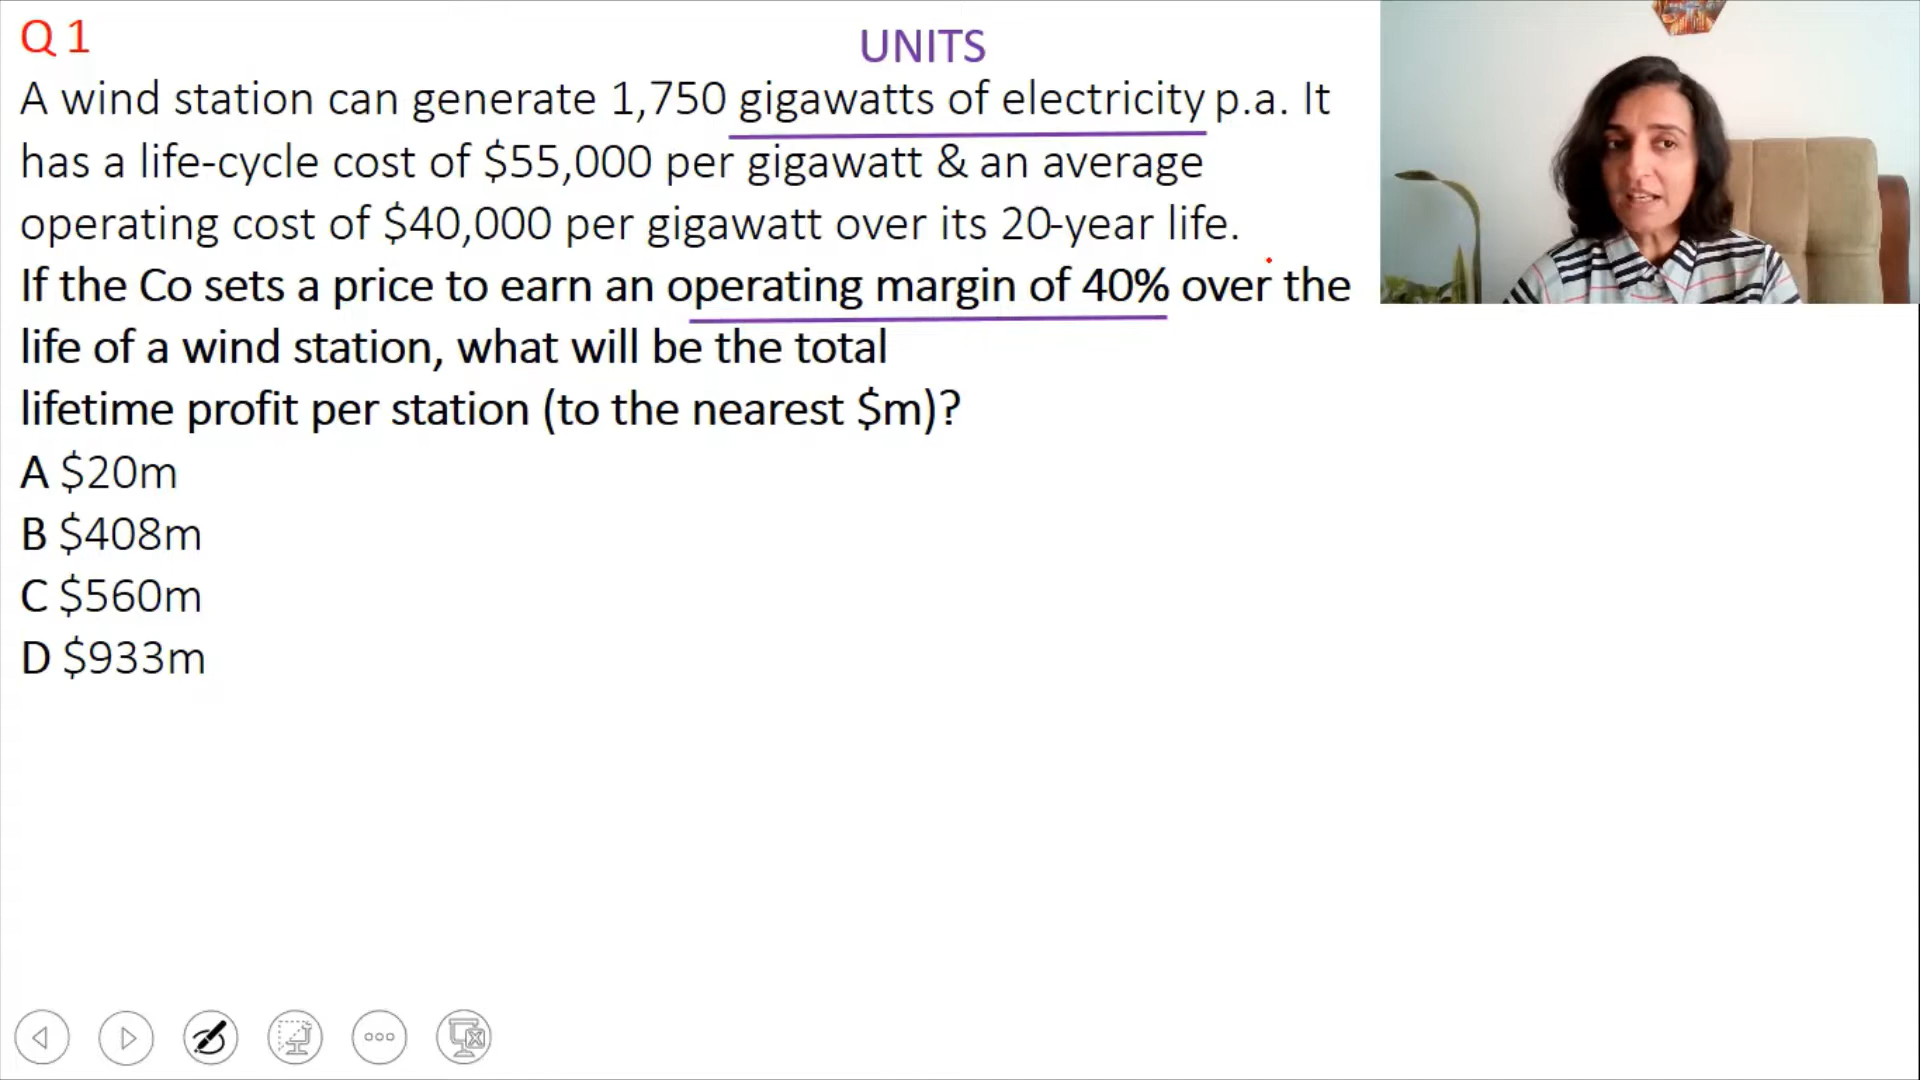 Q 1
UNITS
A wind station can generate 1,750 gigawatts of electricity p.a. It
has a life-cycle cost of $55,000 per gigawatt & an average
operating cost of $40,000 per gigawatt over its 20-year life.
If the Co sets a price to earn an operating margin of 40% over the
life of a wind station, what will be the total
lifetime profit per station (to the nearest $m)?
A $20m
B $408m
C $560m
D $933m